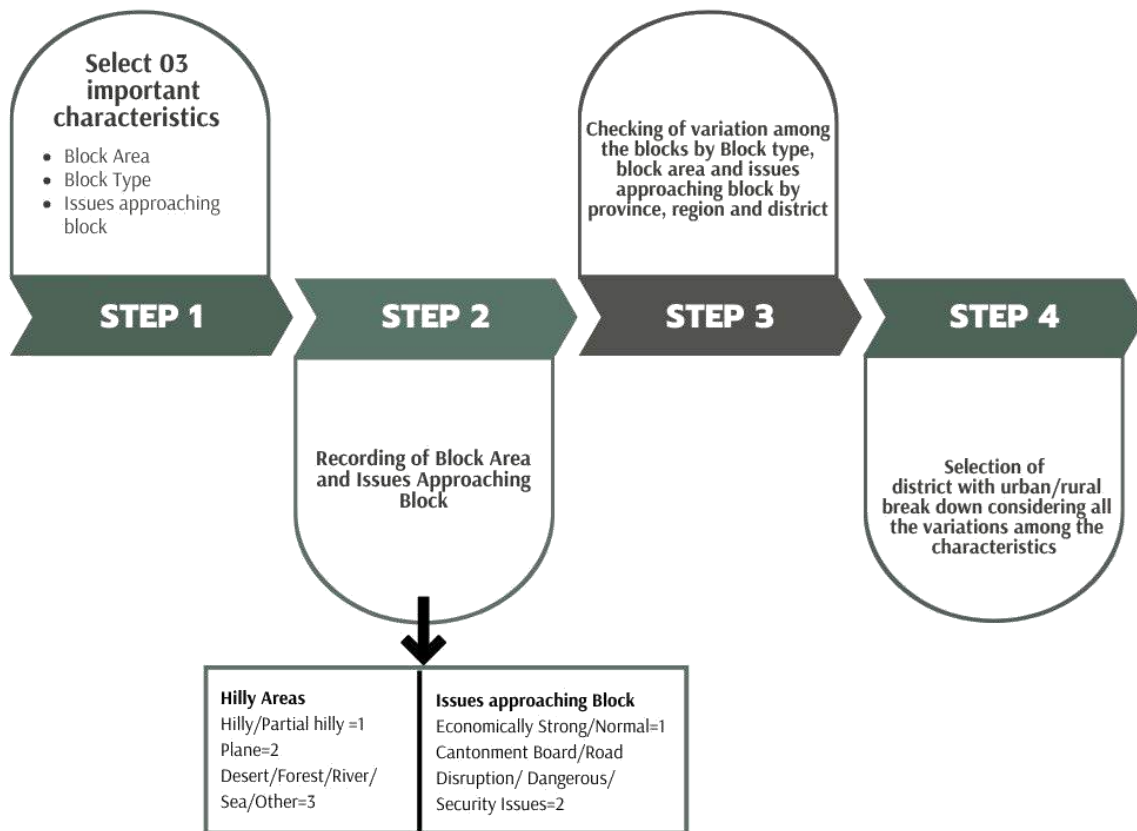 Select 03
important
characteristics
• Block Area
• Block Type
• Issues approaching
block
STEP 1
STEP 2
Recording of Block Area
and Issues Approaching
Block
Hilly Areas
Hilly/Partial hilly =1
Plane=2
Desert/Forest/River/
Sea/Other=3
Issues approaching Block
Economically Strong/Normal=1
Cantonment Board/Road
Disruption/ Dangerous/
Security Issues=2
Checking of variation among
the blocks by Block type,
block area and issues
approaching block by
province, region and district
STEP 3
STEP 4
Selection of
district with urban/rural
break down considering all
the variations among the
characteristics